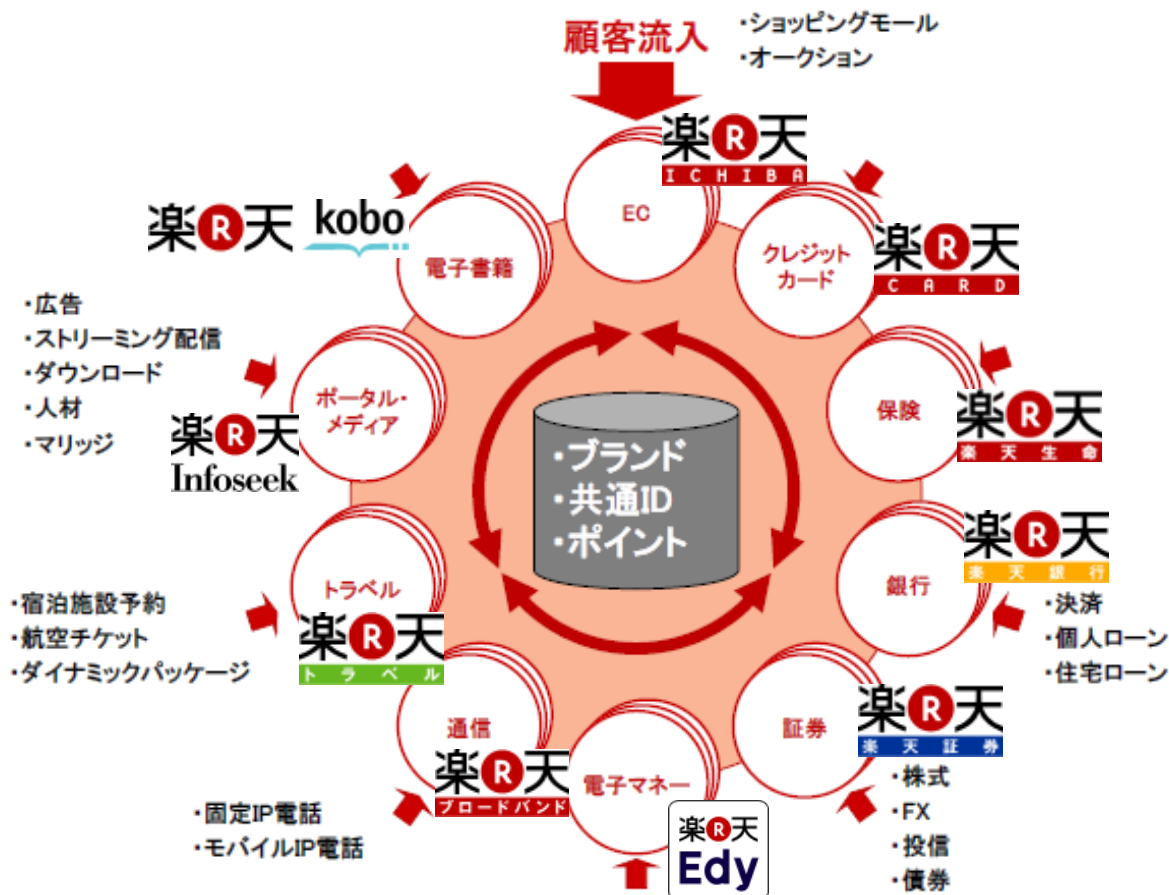 顧客流入
・ショッピングモール
・オークション
楽R天
ICHIBA
EC
クレジット
カード
楽R天
CARD
保険
楽R天
楽天生命
銀行
楽R天
楽天銀行
・決済
・個人ローン
・住宅ローン
証券
楽R天
楽天証券
・株式
・FX
・投信
・債券
電子マネー
楽R天
Edy
通信
楽R天
ブロードバンド
・固定IP電話
・モバイルIP電話
トラベル
楽R天
トラベル
・宿泊施設予約
・航空チケット
・ダイナミックパッケージ
ポータル・
メディア
楽R天
Infoseek
・広告
・ストリーミング配信
・ダウンロード
・人材
・マリッジ
電子書籍
楽R天 kobo
・ブランド
・共通ID
・ポイント